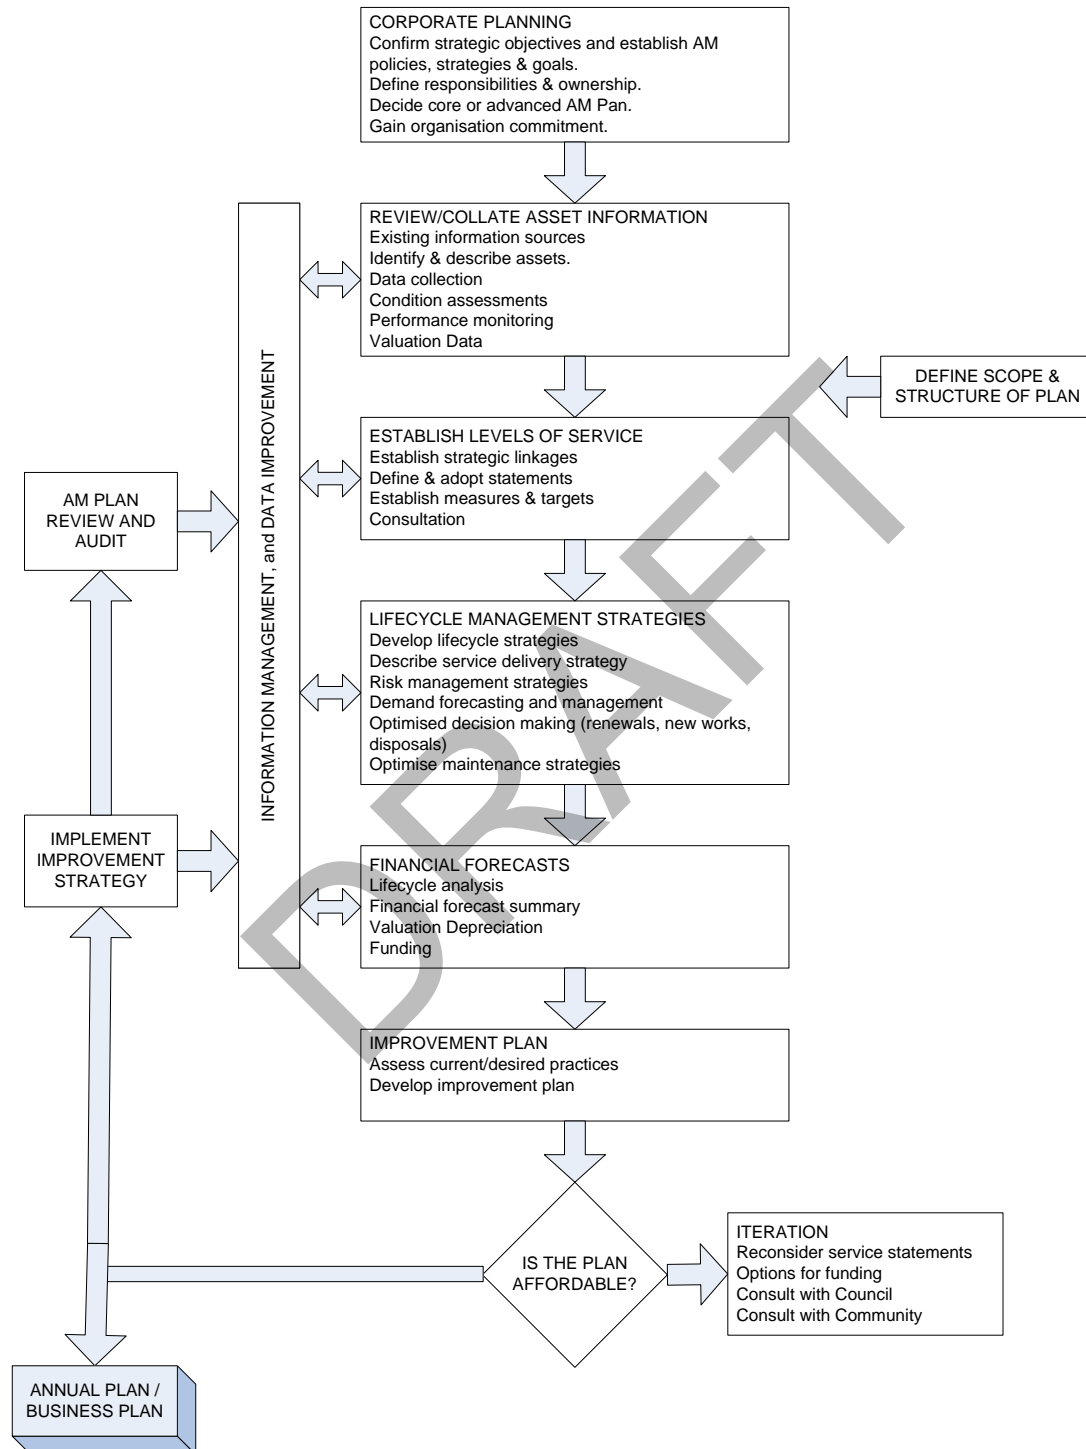 CORPORATE PLANNING
Confirm strategic objectives and establish AM
policies, strategies & goals.
Define responsibilities & ownership.
Decide core or advanced AM Pan.
Gain organisation commitment.
REVIEW/COLLATE ASSET INFORMATION
Existing information sources
Identify & describe assets.
Data collection
Condition assessments
Performance monitoring
Valuation Data
DEFINE SCOPE &
STRUCTURE OF PLAN
INFORMATION MANAGEMENT, and DATA IMPROVEMENT
ESTABLISH LEVELS OF SERVICE
Establish strategic linkages
Define & adopt statements
Establish measures & targets
Consultation
AM PLAN
REVIEW AND
AUDIT
LIFECYCLE MANAGEMENT STRATEGIES
Develop lifecycle strategies
Describe service delivery strategy
Risk management strategies
Demand forecasting and management
Optimised decision making (renewals, new works,
disposals)
Optimise maintenance strategies
IMPLEMENT
IMPROVEMENT
STRATEGY
FINANCIAL FORECASTS
Lifecycle analysis
Financial forecast summary
Valuation Depreciation
Funding
IMPROVEMENT PLAN
Assess current/desired practices
Develop improvement plan
IS THE PLAN
AFFORDABLE?
ITERATION
Reconsider service statements
Options for funding
Consult with Council
Consult with Community
ANNUAL PLAN /
BUSINESS PLAN
DRAFT